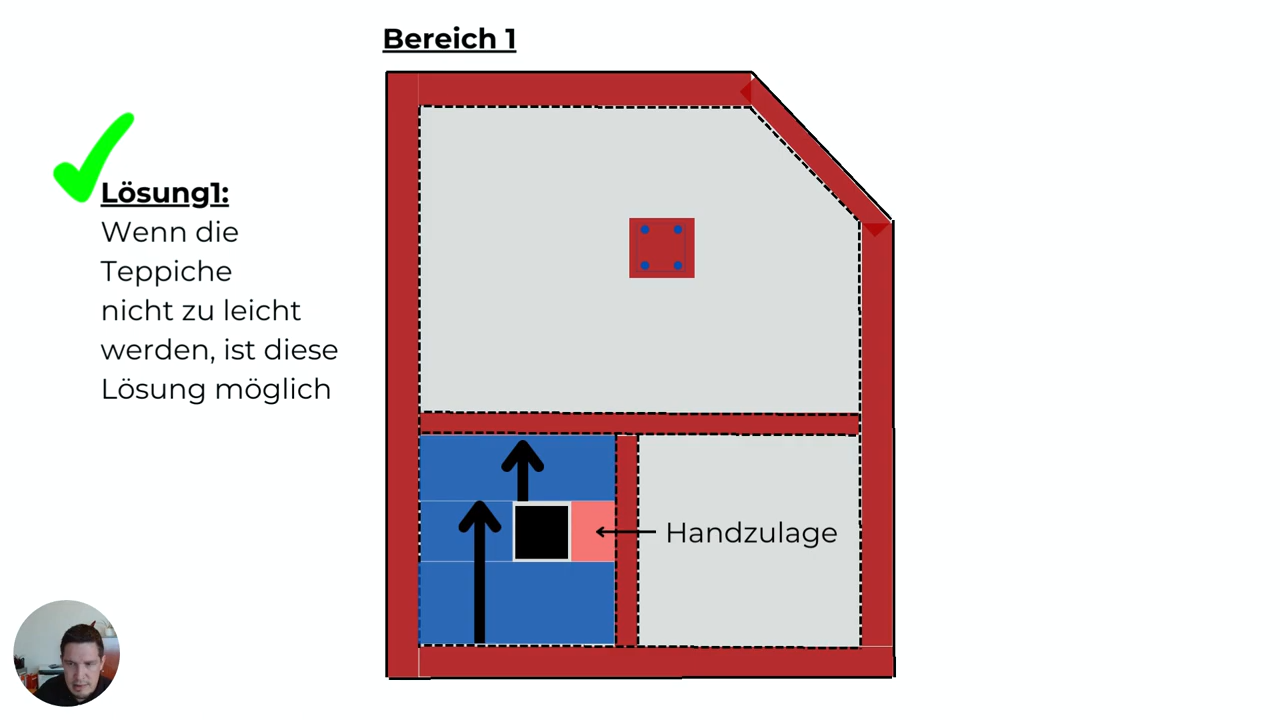 Bereich 1
Lösung1:
Wenn die
Teppiche
nicht zu leicht
werden, ist diese
Lösung möglich
Handzulage